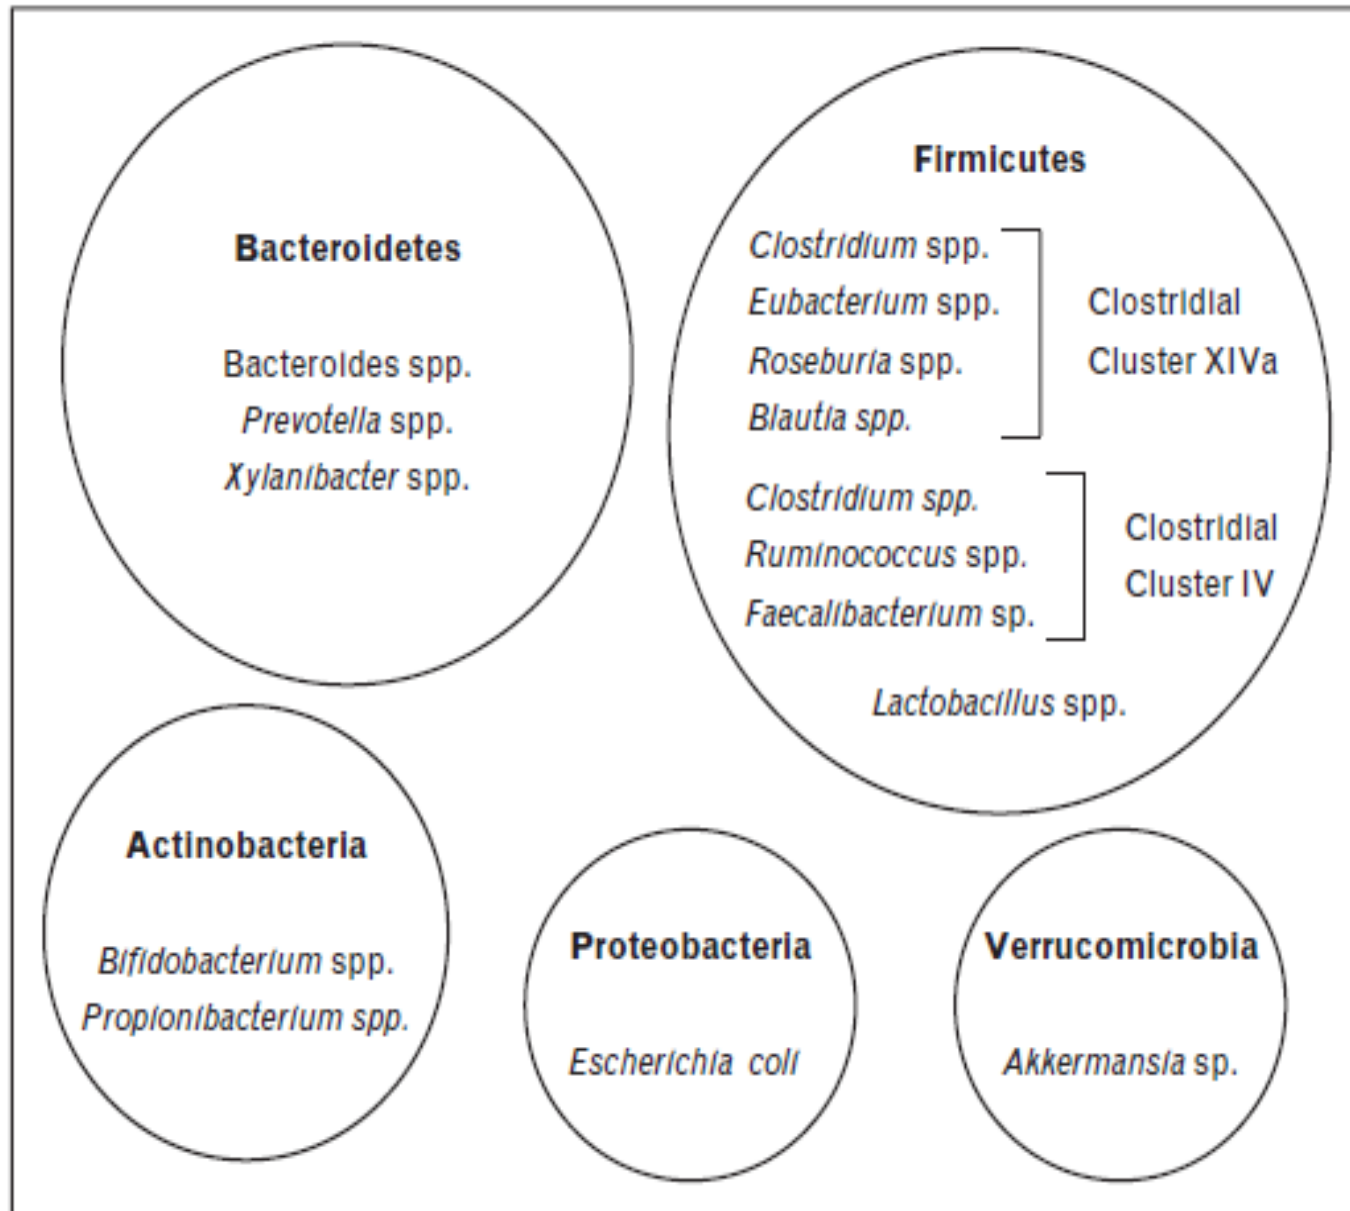 Bacteroidetes
Bacteroides spp.
Prevotella spp.
Xylanibacter spp.
Firmicutes
Clostridium spp.
Eubacterium spp.
Roseburia spp.
Blautia spp.
Clostridial
Cluster XIVa
Clostridium spp.
Ruminococcus spp.
Faecalibacterium sp.
Clostridial
Cluster IV
Lactobacillus spp.
Actinobacteria
Bifidobacterium spp.
Propionibacterium spp.
Proteobacteria
Escherichia coli
Verrucomicrobia
Akkermansia sp.